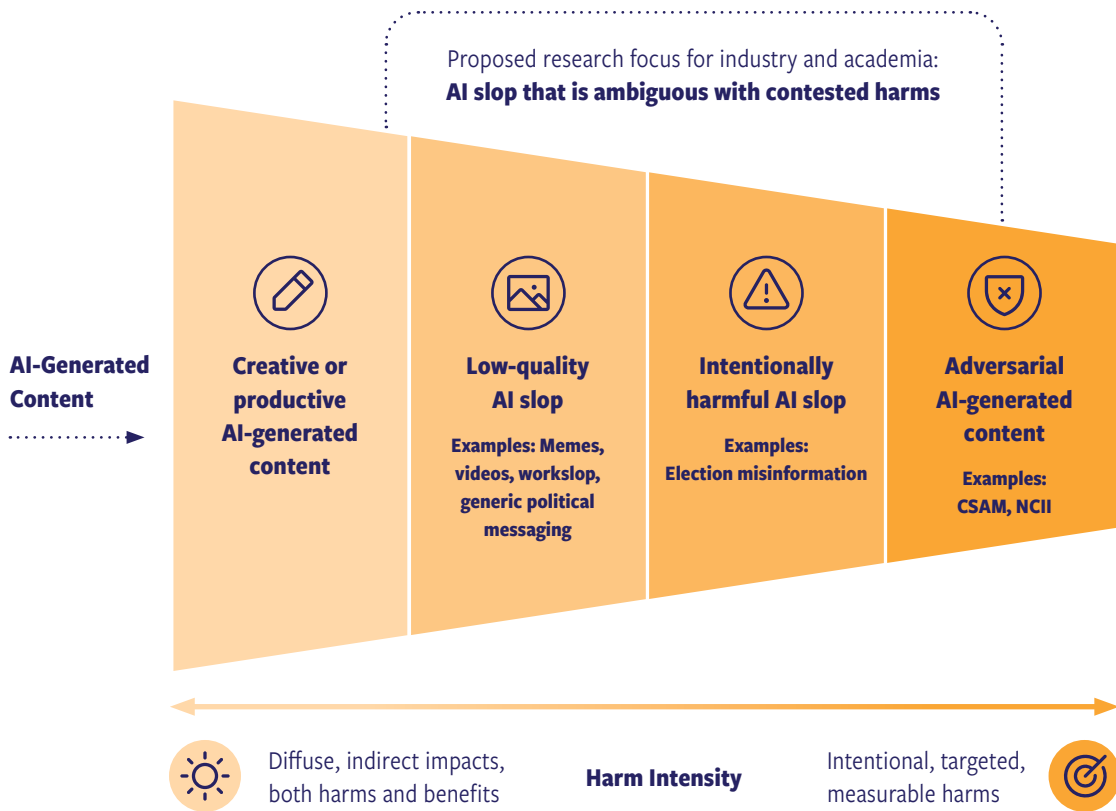 Proposed research focus for industry and academia:
AI slop that is ambiguous with contested harms
AI-Generated
Content
Creative or
productive
AI-generated
content
Low-quality
AI slop
Examples: Memes,
videos, workslop,
generic political
messaging
Intentionally
harmful AI slop
Examples:
Election misinformation
Adversarial
AI-generated
content
Examples:
CSAM, NCII
Diffuse, indirect impacts,
both harms and benefits
Harm Intensity
Intentional, targeted,
measurable harms